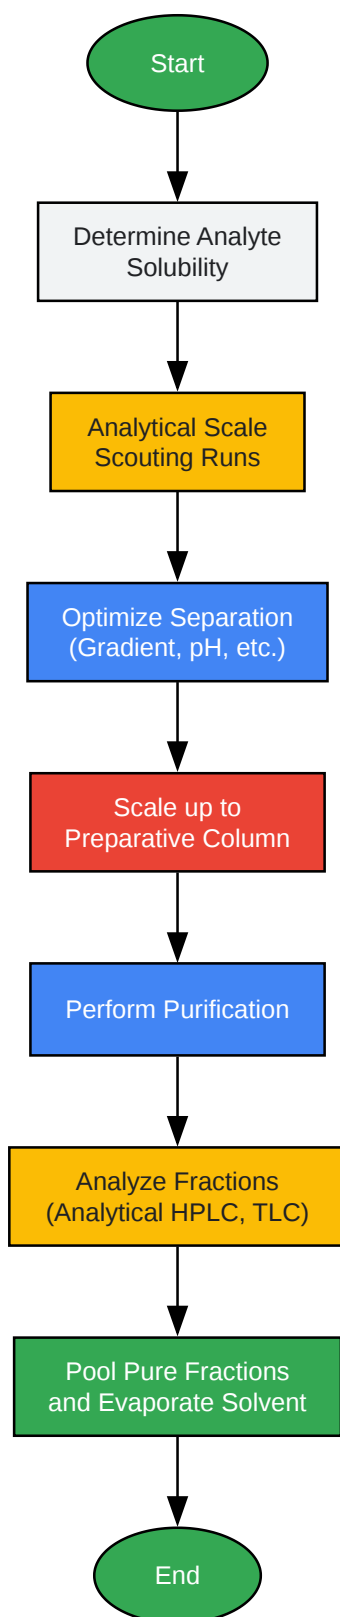 Start
Determine Analyte
Solubility
Analytical Scale
Scouting Runs
Optimize Separation
(Gradient, pH, etc.)
Scale up to
Preparative Column
Perform Purification
Analyze Fractions
(Analytical HPLC, TLC)
Pool Pure Fractions
and Evaporate Solvent
End